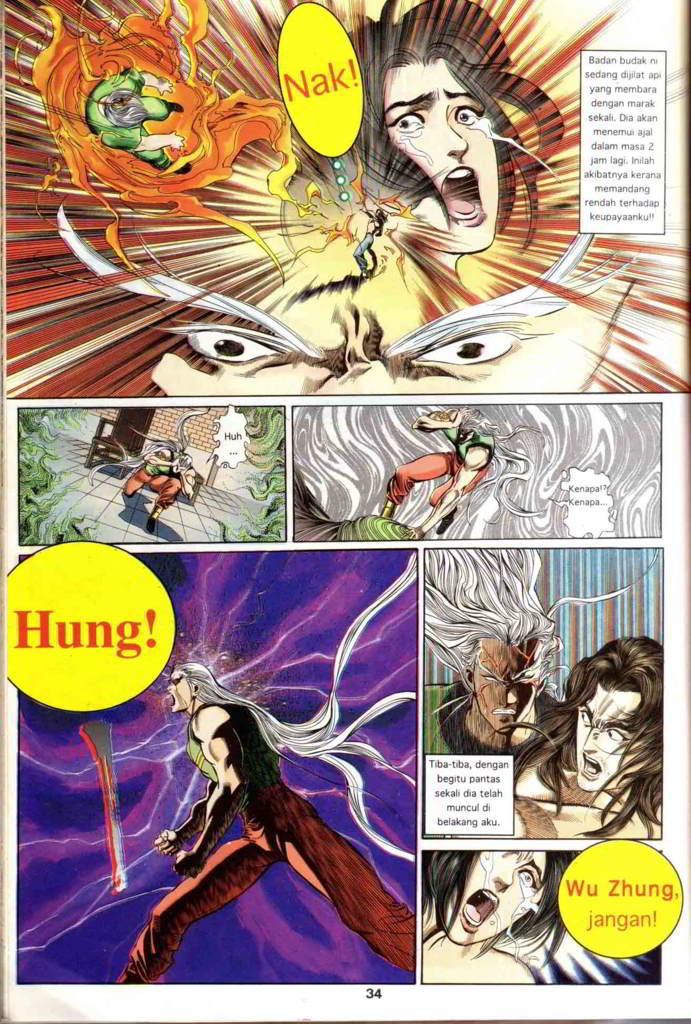 Nak!
Badan budak ni
sedang dijilat api
yang membara
dengan marak
sekali. Dia akan
menemui ajal
dalam masa 2
jam lagi. Inilah
akibatnya kerana
memandang
rendah terhadap
keupayaanku!!
Huh
...
Kenapa!?
Kenapa...
Hung!
Tiba-tiba, dengan
begitu pantas
sekali dia telah
muncul di
belakang aku.
Wu Zhung,
jangan!
34